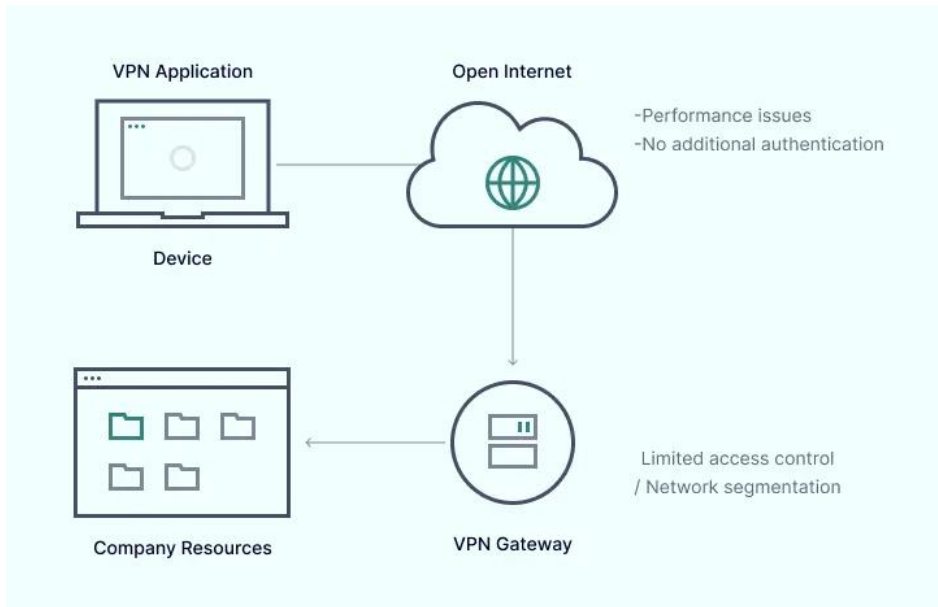 VPN Application
Open Internet
-Performance issues
-No additional authentication
Device
Limited access control
/ Network segmentation
Company Resources
VPN Gateway